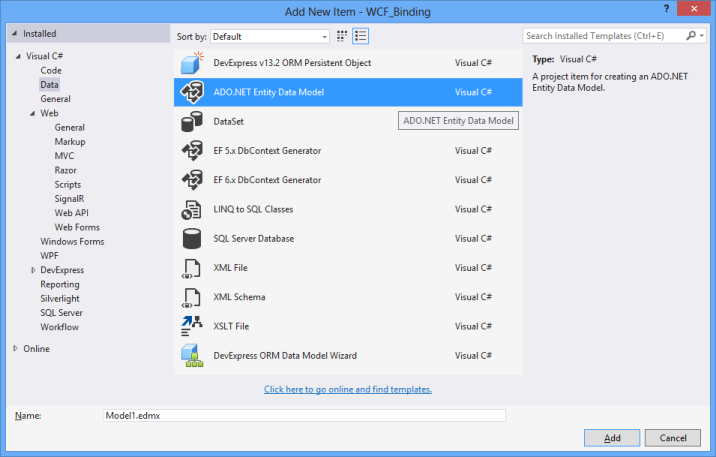 Add New Item - WCF_Binding
? x
Installed
Visual C#
Code
Data
General
Web
General
Markup
MVC
Razor
Scripts
SignalR
Web API
Web Forms
Windows Forms
WPF
DevExpress
Reporting
Silverlight
SQL Server
Workflow
Online
Sort by: Default
DevExpress v13.2 ORM Persistent Object Visual C#
ADO.NET Entity Data Model Visual C#
DataSet
ADO.NET Entity Data Model
EF 5.x DbContext Generator Visual C#
EF 6.x DbContext Generator Visual C#
LINQ to SQL Classes Visual C#
SQL Server Database Visual C#
XML File Visual C#
XML Schema Visual C#
XSLT File Visual C#
DevExpress ORM Data Model Wizard Visual C#
Click here to go online and find templates.
Search Installed Templates (Ctrl+E)
Type: Visual C#
A project item for creating an ADO.NET
Entity Data Model.
Name: Model1.edmx
Add Cancel